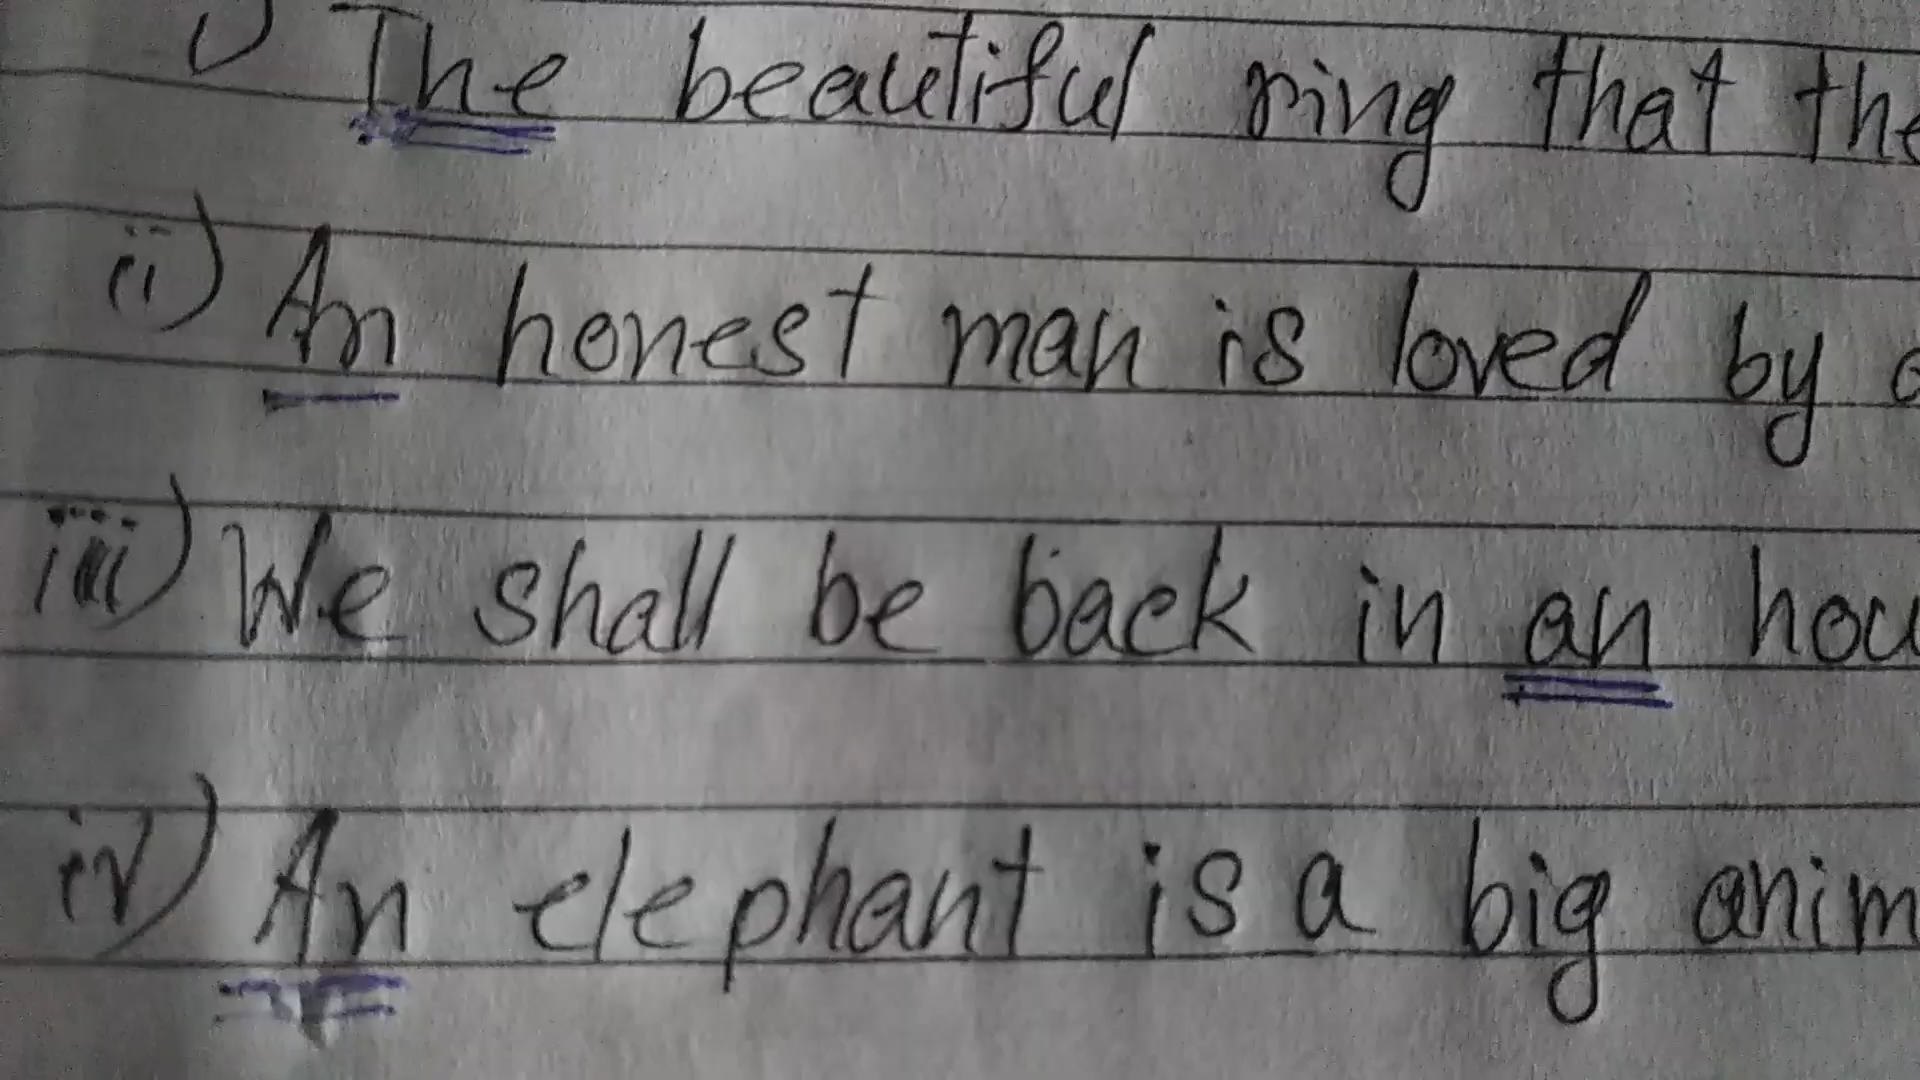 i) The beautiful ring that the
ii) An honest man is loved by
iii) We shall be back in an hou
iv) An elephant is a big anim